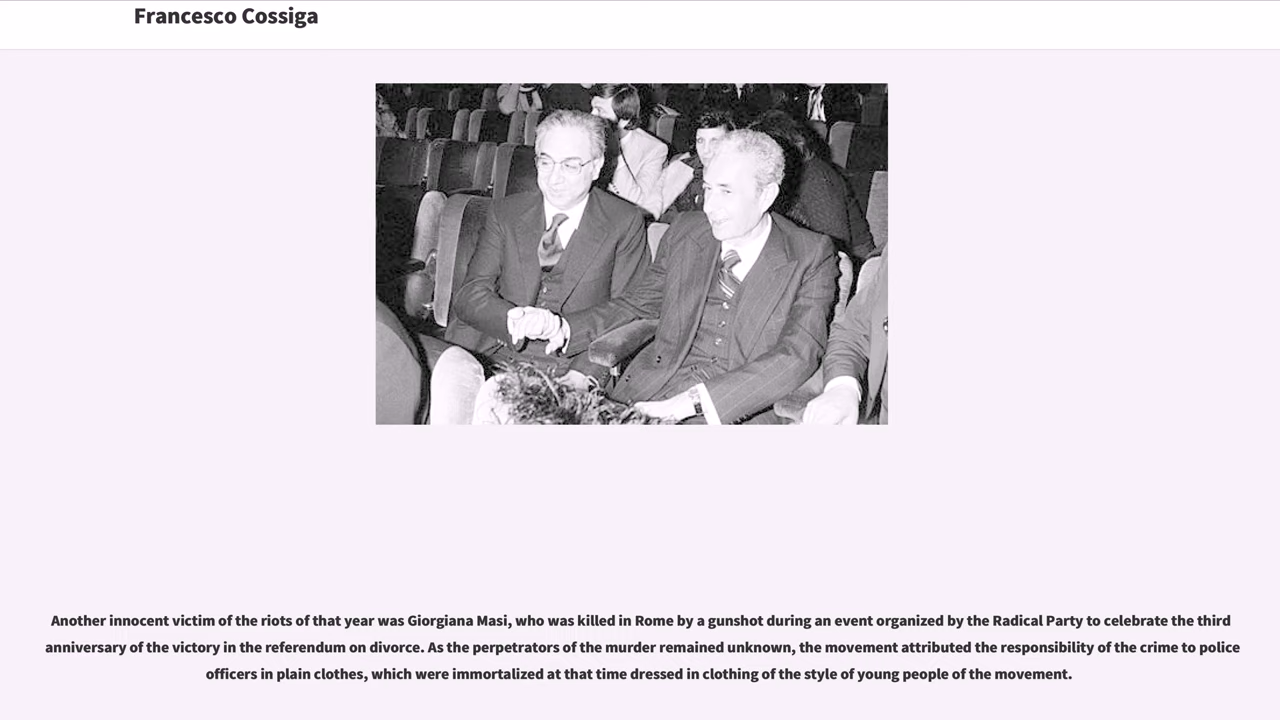 Francesco Cossiga
Another innocent victim of the riots of that year was Giorgiana Masi, who was killed in Rome by a gunshot during an event organized by the Radical Party to celebrate the third
anniversary of the victory in the referendum on divorce. As the perpetrators of the murder remained unknown, the movement attributed the responsibility of the crime to police
officers in plain clothes, which were immortalized at that time dressed in clothing of the style of young people of the movement.